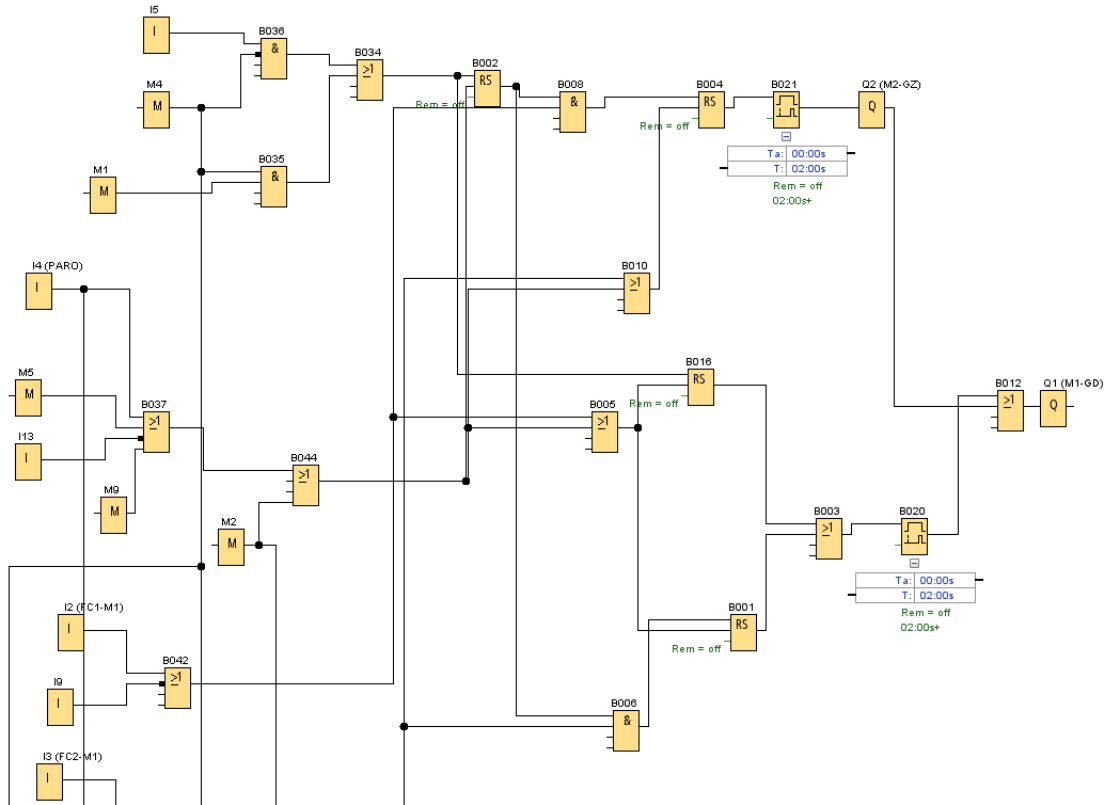 I5
I
B036
&
B034
≥1
B002
RS
Rem = off
M4
M
B008
&
B004
RS
Rem = off
B021
Q2 (M2-GZ)
Q
Ta: 00:00s
T: 02:00s
Rem = off
02:00s+
B035
&
M1
M
I4 (PARO)
I
B010
≥1
M5
M
B037
≥1
I13
I
M9
M
B044
≥1
M2
M
B005
≥1
B016
RS
Rem = off
B012
≥1
Q1 (M1-GD)
Q
B003
≥1
B020
Ta: 00:00s
T: 02:00s
Rem = off
02:00s+
I2 (FC1-M1)
I
B042
≥1
I9
I
B001
RS
Rem = off
B006
&
I3 (FC2-M1)
I